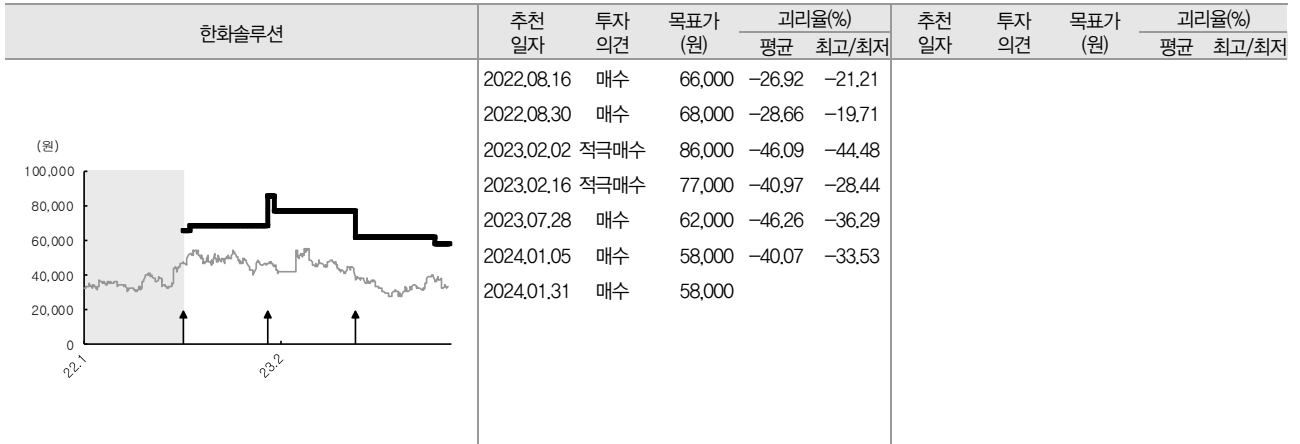 한화솔루션
추천 투자 목표가 괴리율(%) 추천 투자 목표가 괴리율(%)
일자 의견 (원) 평균 최고/최저 일자 의견 (원) 평균 최고/최저
2022.08.16 매수 66,000 -26.92 -21.21
2022.08.30 매수 68,000 -28.66 -19.71
2023.02.02 적극매수 86,000 -46.09 -44.48
2023.02.16 적극매수 77,000 -40.97 -28.44
2023.07.28 매수 62,000 -46.26 -36.29
2024.01.05 매수 58,000 -40.07 -33.53
2024.01.31 매수 58,000
(원)
100,000
80,000
60,000
40,000
20,000
0
22.1 23.2